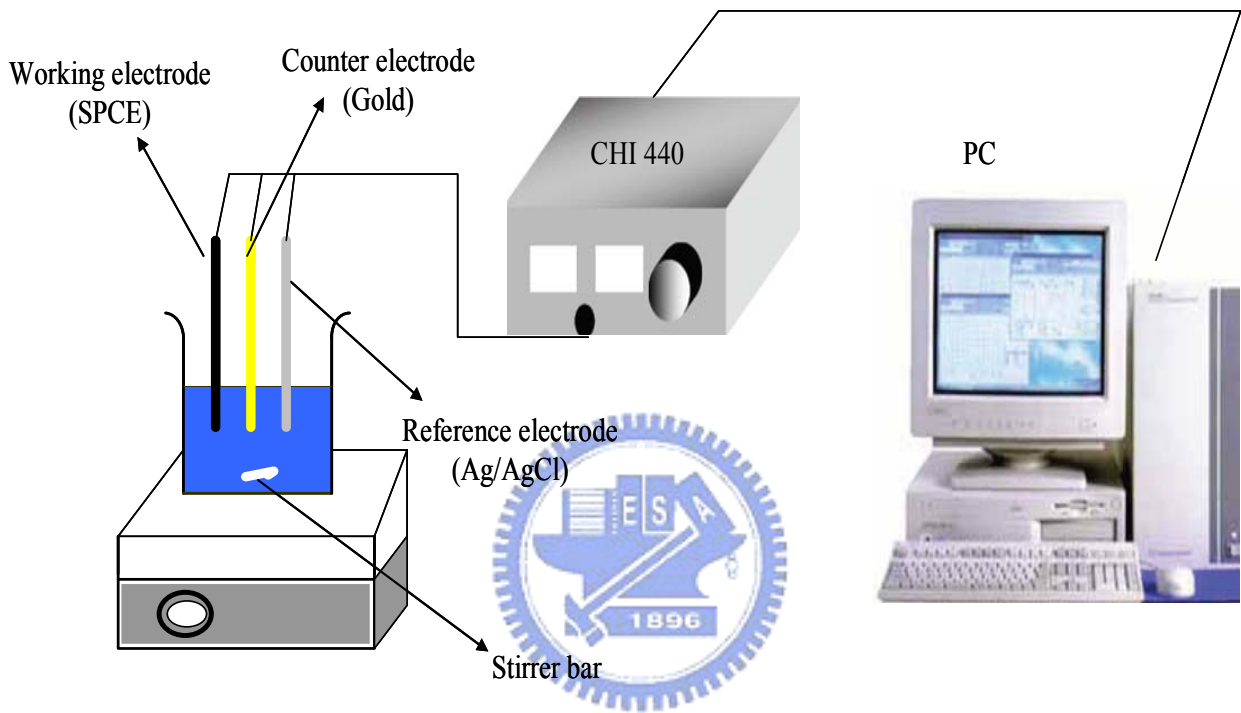 Working electrode
(SPCE)
Counter electrode
(Gold)
CHI 440
PC
Reference electrode
(Ag/AgCl)
E S A
1896
Stirrer bar